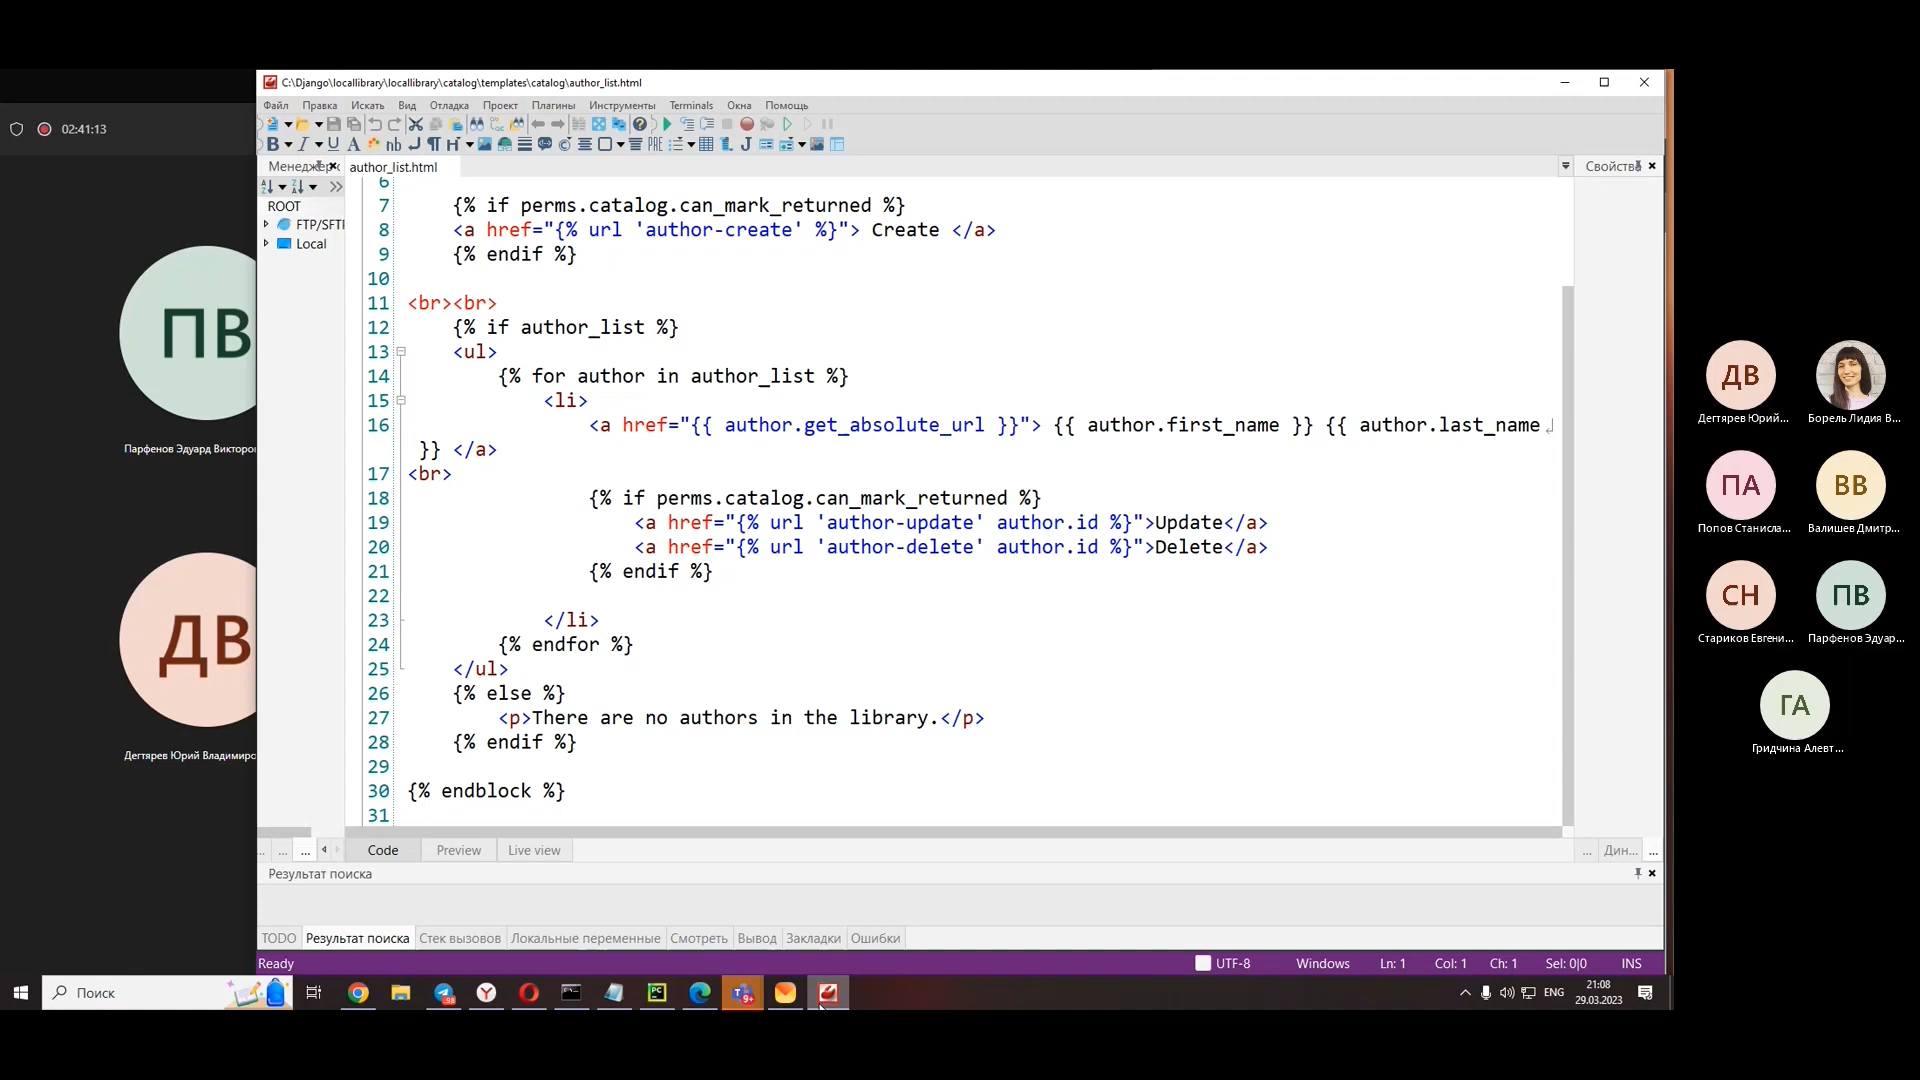 C:\Django\locallibrary\locallibrary\catalog\templates\catalog\author_list.html
Файл Правка Искать Вид Отладка Проект Плагины Инструменты Terminals Окна Помощь
02:41:13
author_list.html
Свойства
ROOT
FTP/SFTI
Local
6
7 {% if perms.catalog.can_mark_returned %}
8 <a href="{% url 'author-create' %}"> Create </a>
9 {% endif %}
10
11 <br><br>
12 {% if author_list %}
13 <ul>
14 {% for author in author_list %}
15 <li>
16 <a href="{{ author.get_absolute_url }}"> {{ author.first_name }} {{ author.last_name
}} </a>
17 <br>
18 {% if perms.catalog.can_mark_returned %}
19 <a href="{% url 'author-update' author.id %}">Update</a>
20 <a href="{% url 'author-delete' author.id %}">Delete</a>
21 {% endif %}
22
23 </li>
24 {% endfor %}
25 </ul>
26 {% else %}
27 <p>There are no authors in the library.</p>
28 {% endif %}
29
30 {% endblock %}
31
... ... Code Preview Live view ... Дин... ...
Результат поиска
TODO Результат поиска Стек вызовов Локальные переменные Смотреть Вывод Закладки Ошибки
Ready UTF-8 Windows Ln: 1 Col: 1 Ch: 1 Sel: 0|0 INS
Поиск
ENG
21:08
29.03.2023
ПВ
Парфенов Эдуард Викторо
ДВ
Дегтярев Юрий Владимиро
ДВ
Дегтярев Юрий...
Борель Лидия В...
ПА ВВ
Попов Станисла... Валишев Дмитр...
СН ПВ
Стариков Евгени... Парфенов Эдуар...
ГА
Гридчина Алевт...